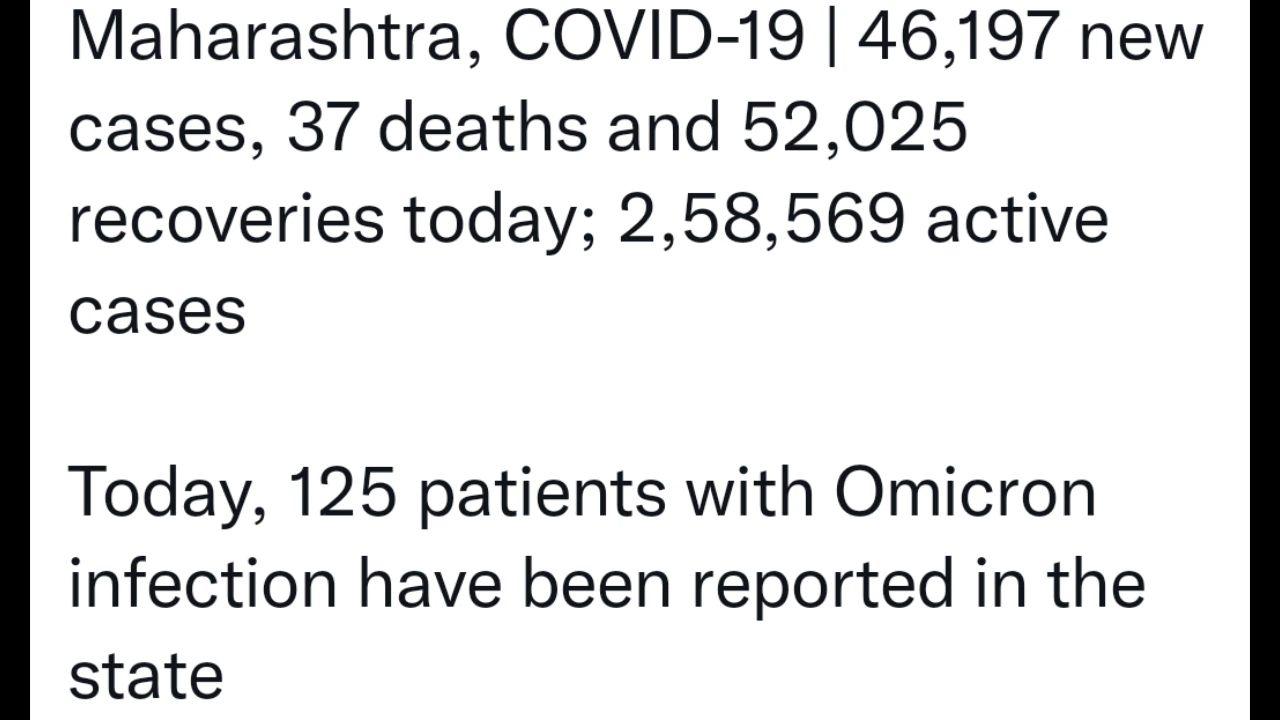 Maharashtra, COVID-19 | 46,197 new
cases, 37 deaths and 52,025
recoveries today; 2,58,569 active
cases
Today, 125 patients with Omicron
infection have been reported in the
state